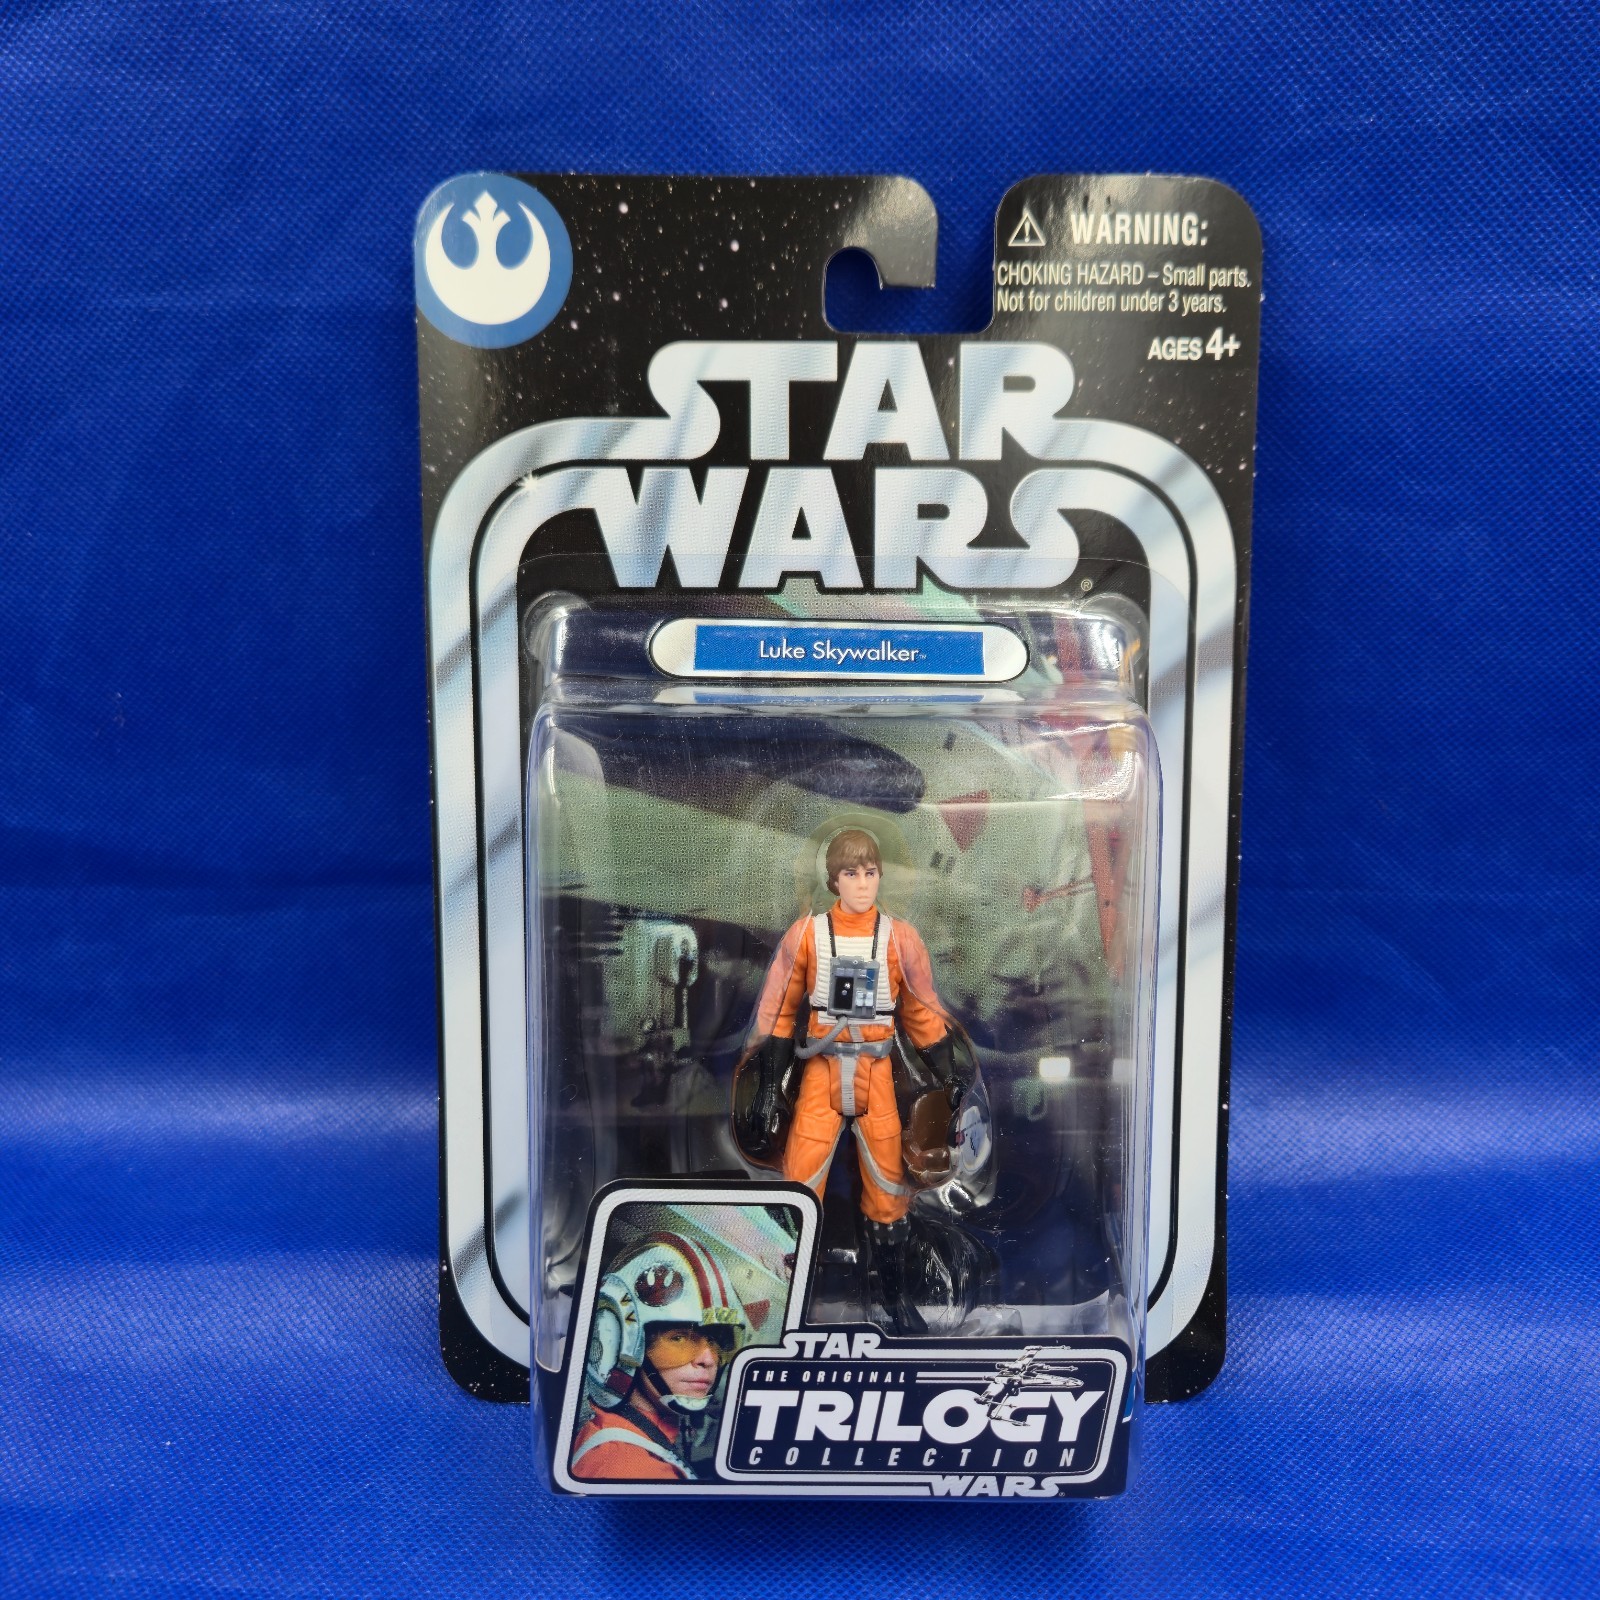 WARNING:
CHOKING HAZARD – Small parts.
Not for children under 3 years.
AGES 4+
STAR
WARS®
Luke Skywalker™
STAR
THE ORIGINAL
TRILOGY
COLLECTION
WARS®